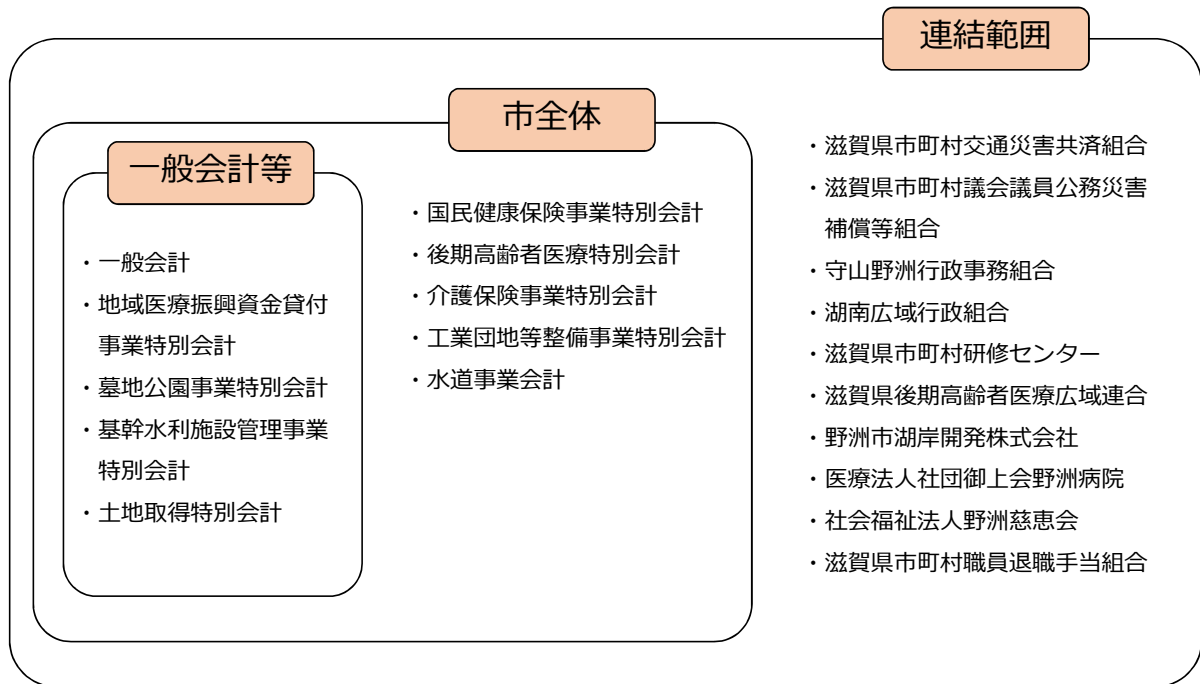 連結範囲
市全体
一般会計等
・一般会計
・地域医療振興資金貸付
事業特別会計
・墓地公園事業特別会計
・基幹水利施設管理事業
特別会計
・土地取得特別会計
・国民健康保険事業特別会計
・後期高齢者医療特別会計
・介護保険事業特別会計
・工業団地等整備事業特別会計
・水道事業会計
・滋賀県市町村交通災害共済組合
・滋賀県市町村議会議員公務災害
補償等組合
・守山野洲行政事務組合
・湖南広域行政組合
・滋賀県市町村研修センター
・滋賀県後期高齢者医療広域連合
・野洲市湖岸開発株式会社
・医療法人社団御上会野洲病院
・社会福祉法人野洲慈恵会
・滋賀県市町村職員退職手当組合